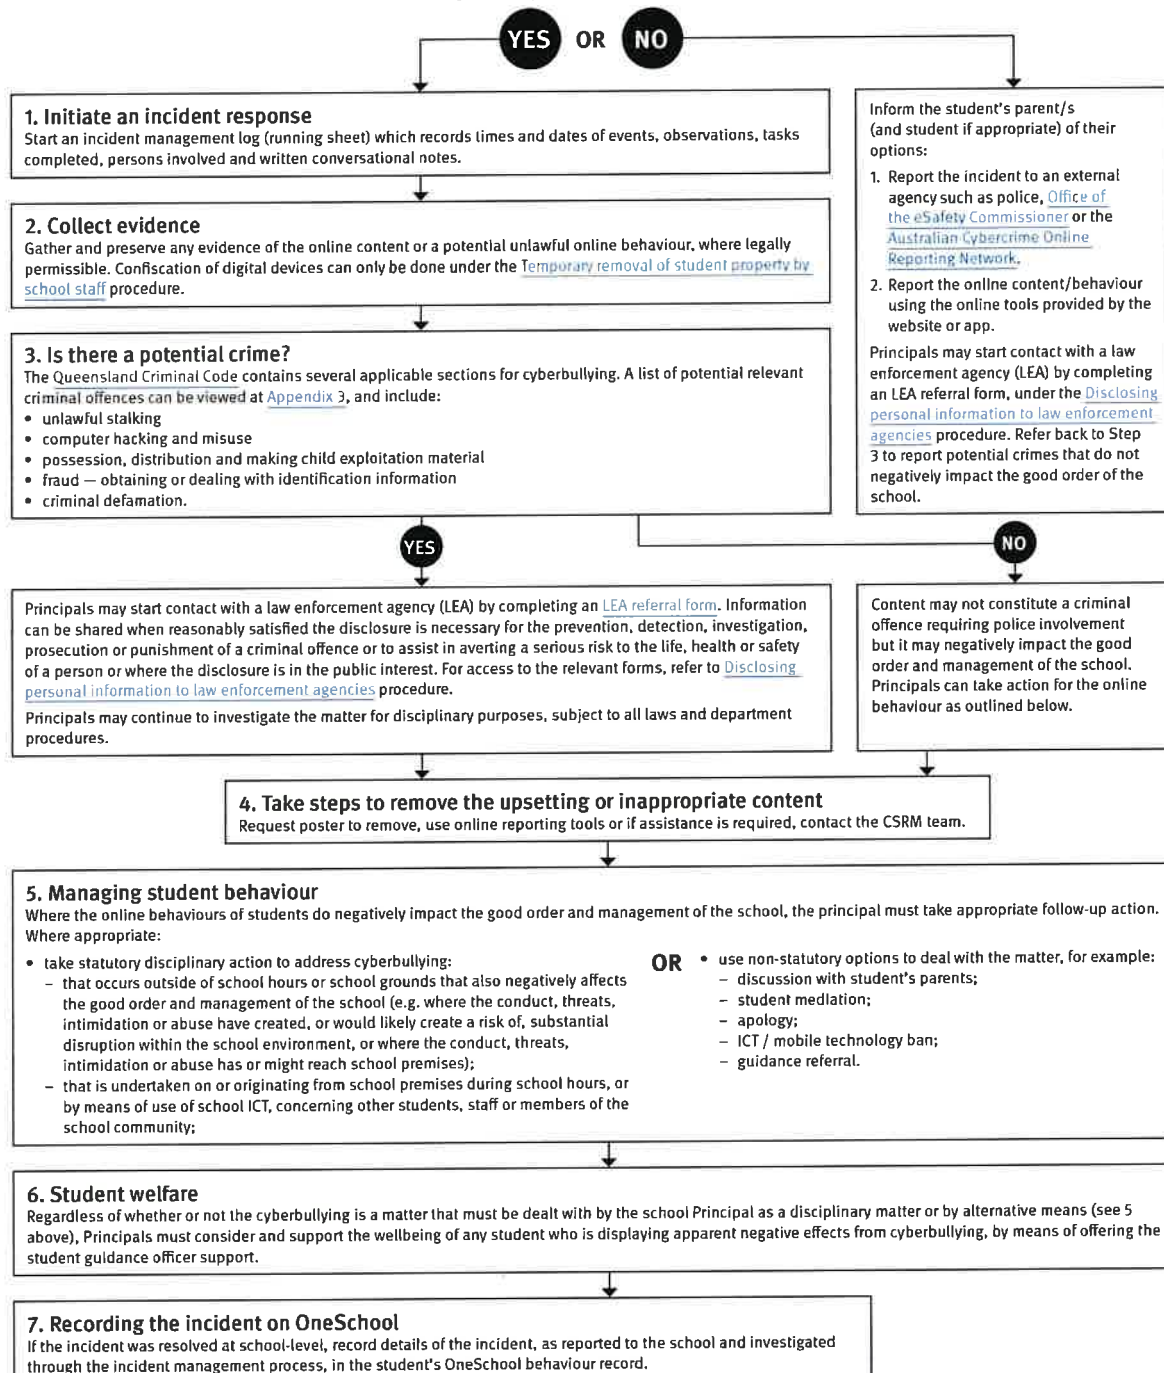 YES OR NO
1. Initiate an incident response
Start an incident management log (running sheet) which records times and dates of events, observations, tasks
completed, persons involved and written conversational notes.
Inform the student's parent/s
(and student if appropriate) of their
options:
1. Report the incident to an external
agency such as police, Office of
the eSafety Commissioner or the
Australian Cybercrime Online
Reporting Network.
2. Report the online content/behaviour
using the online tools provided by the
website or app.
Principals may start contact with a law
enforcement agency (LEA) by completing
an LEA referral form, under the Disclosing
personal information to law enforcement
agencies procedure. Refer back to Step
3 to report potential crimes that do not
negatively impact the good order of the
school.
2. Collect evidence
Gather and preserve any evidence of the online content or a potential unlawful online behaviour, where legally
permissible. Confiscation of digital devices can only be done under the Temporary removal of student property by
school staff procedure.
3. Is there a potential crime?
The Queensland Criminal Code contains several applicable sections for cyberbullying. A list of potential relevant
criminal offences can be viewed at Appendix 3, and include:
• unlawful stalking
• computer hacking and misuse
• possession, distribution and making child exploitation material
• fraud — obtaining or dealing with identification information
• criminal defamation.
YES
NO
Principals may start contact with a law enforcement agency (LEA) by completing an LEA referral form. Information
can be shared when reasonably satisfied the disclosure is necessary for the prevention, detection, investigation,
prosecution or punishment of a criminal offence or to assist in averting a serious risk to the life, health or safety
of a person or where the disclosure is in the public interest. For access to the relevant forms, refer to Disclosing
personal information to law enforcement agencies procedure.
Principals may continue to investigate the matter for disciplinary purposes, subject to all laws and department
procedures.
Content may not constitute a criminal
offence requiring police involvement
but it may negatively impact the good
order and management of the school.
Principals can take action for the online
behaviour as outlined below.
4. Take steps to remove the upsetting or inappropriate content
Request poster to remove, use online reporting tools or if assistance is required, contact the CSRM team.
5. Managing student behaviour
Where the online behaviours of students do negatively impact the good order and management of the school, the principal must take appropriate follow-up action.
Where appropriate:
• take statutory disciplinary action to address cyberbullying:
– that occurs outside of school hours or school grounds that also negatively affects
the good order and management of the school (e.g. where the conduct, threats,
intimidation or abuse have created, or would likely create a risk of, substantial
disruption within the school environment, or where the conduct, threats,
intimidation or abuse has or might reach school premises);
– that is undertaken on or originating from school premises during school hours, or
by means of use of school ICT, concerning other students, staff or members of the
school community;
OR
• use non-statutory options to deal with the matter, for example:
– discussion with student's parents;
– student mediation;
– apology;
– ICT / mobile technology ban;
– guidance referral.
6. Student welfare
Regardless of whether or not the cyberbullying is a matter that must be dealt with by the school Principal as a disciplinary matter or by alternative means (see 5
above), Principals must consider and support the wellbeing of any student who is displaying apparent negative effects from cyberbullying, by means of offering the
student guidance officer support.
7. Recording the incident on OneSchool
If the incident was resolved at school-level, record details of the incident, as reported to the school and investigated
through the incident management process, in the student's OneSchool behaviour record.